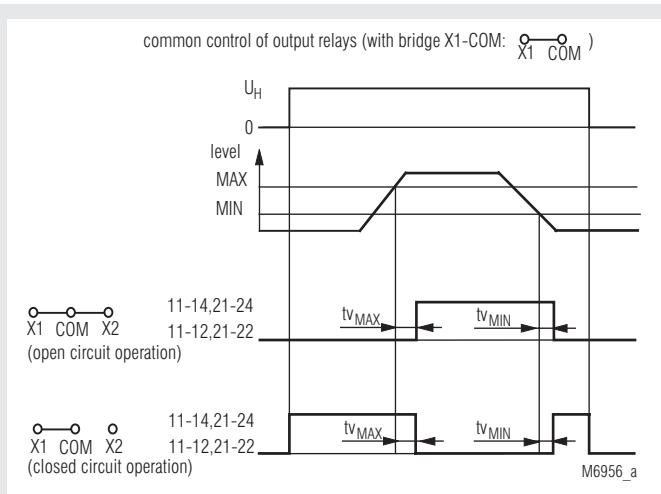 common control of output relays (with bridge X1-COM: X1 COM )
UH
0
level
MAX
MIN
11-14,21-24
11-12,21-22
X1 COM X2
(open circuit operation)
tvMAX
tvMIN
11-14,21-24
11-12,21-22
X1 COM X2
(closed circuit operation)
tvMAX
tvMIN
M6956_a